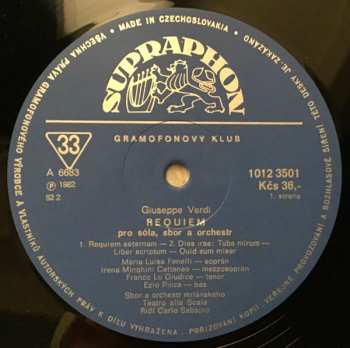 • MADE IN CZECHOSLOVAKIA •
VŠECHNA PRÁVA GRAMOFONOVÉHO VÝROBCE A VLASTNÍKŮ AUTORSKÝCH PRÁV K DÍLU VYHRAZENA. POŘIZOVÁNÍ KOPIÍ, VEŘEJNÉ PROVOZOVÁNÍ A ROZHLASOVÉ ŠÍŘENÍ TÉTO DESKY JE ZAKÁZÁNO
SUPRAPHON
GRAMOFONOVÝ KLUB
33
A 6683
Ⓟ 1982
1012 3501
Kčs 36,-
1. strana
Giuseppe Verdi
REQUIEM
pro sóla, sbor a orchestr
1. Requiem aeternam — 2. Dies irae: Tuba mirum —
Liber scriptum — Quid sum miser
Maria Luisa Fanelli — soprán
Irene Minghini Cattaneo — mezzosoprán
Franco Lo Giudice — tenor
Ezio Pinza — bas
Sbor a orchestr milánského
Teatro alla Scala
Řídí Carlo Sabajno